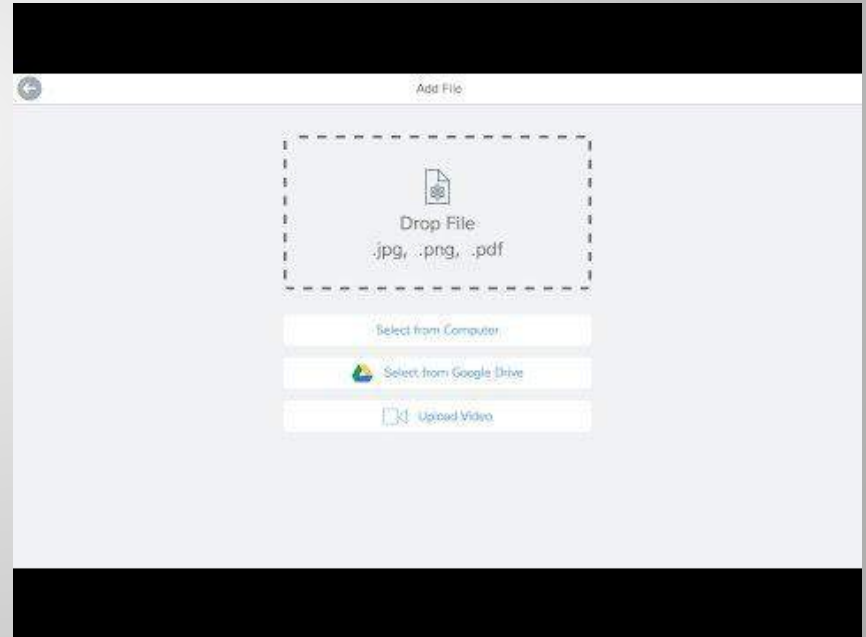 Add File
Drop File
.jpg, .png, .pdf
Select from Computer
Select from Google Drive
Upload Video